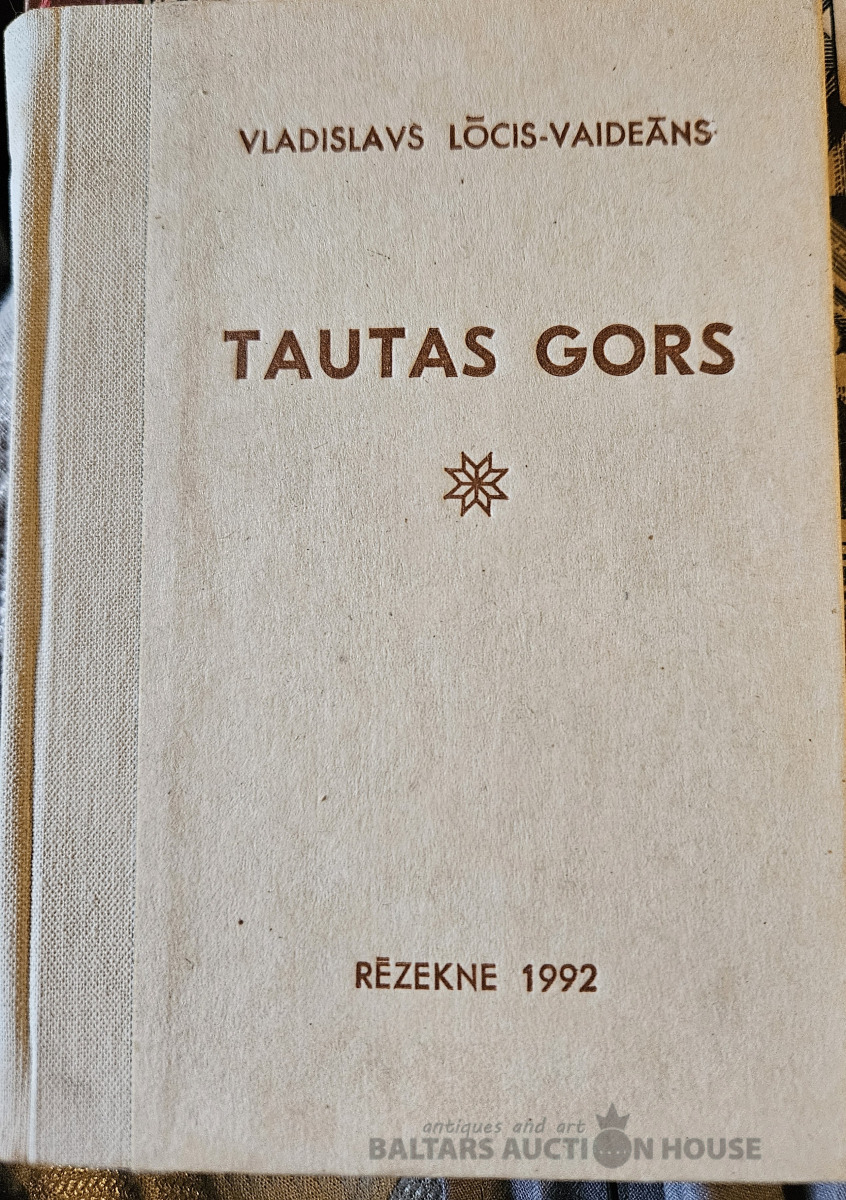 VLADISLAVS LŌCIS-VAIDEĀNS
TAUTAS GORS
RĒZEKNE 1992
antiques and art
BALTARS AUCTION HOUSE